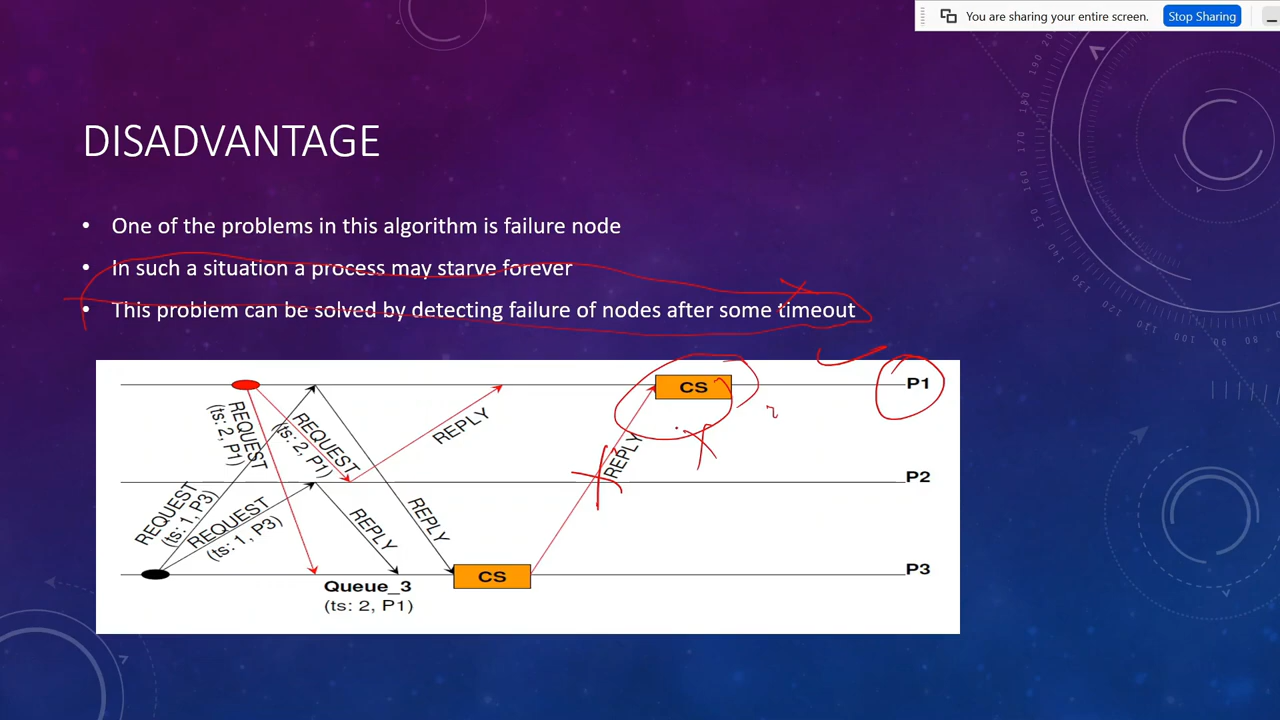 You are sharing your entire screen.
Stop Sharing
DISADVANTAGE
• One of the problems in this algorithm is failure node
• In such a situation a process may starve forever
• This problem can be solved by detecting failure of nodes after some timeout
CS
P1
REQUEST
(ts: 2, P1)
REQUEST
(ts: 2, P1)
REPLY
REPLY
P2
REQUEST
(ts: 1, P3)
REQUEST
(ts: 1, P3)
REPLY
REPLY
CS
P3
Queue_3
(ts: 2, P1)